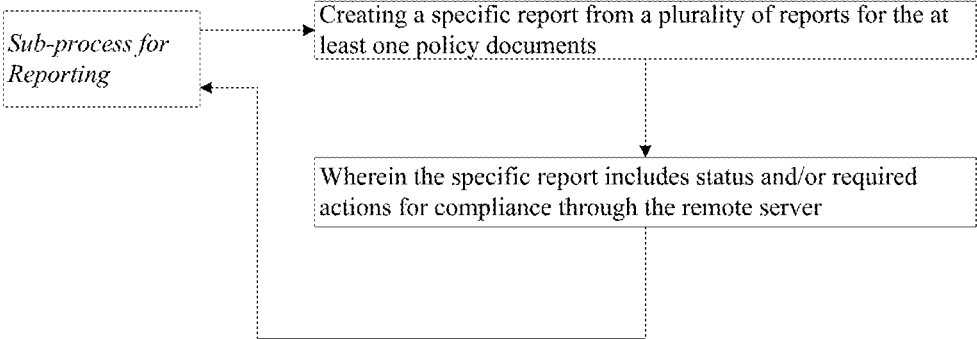 Sub-process for
Reporting
Creating a specific report from a plurality of reports for the at
least one policy documents
Wherein the specific report includes status and/or required
actions for compliance through the remote server